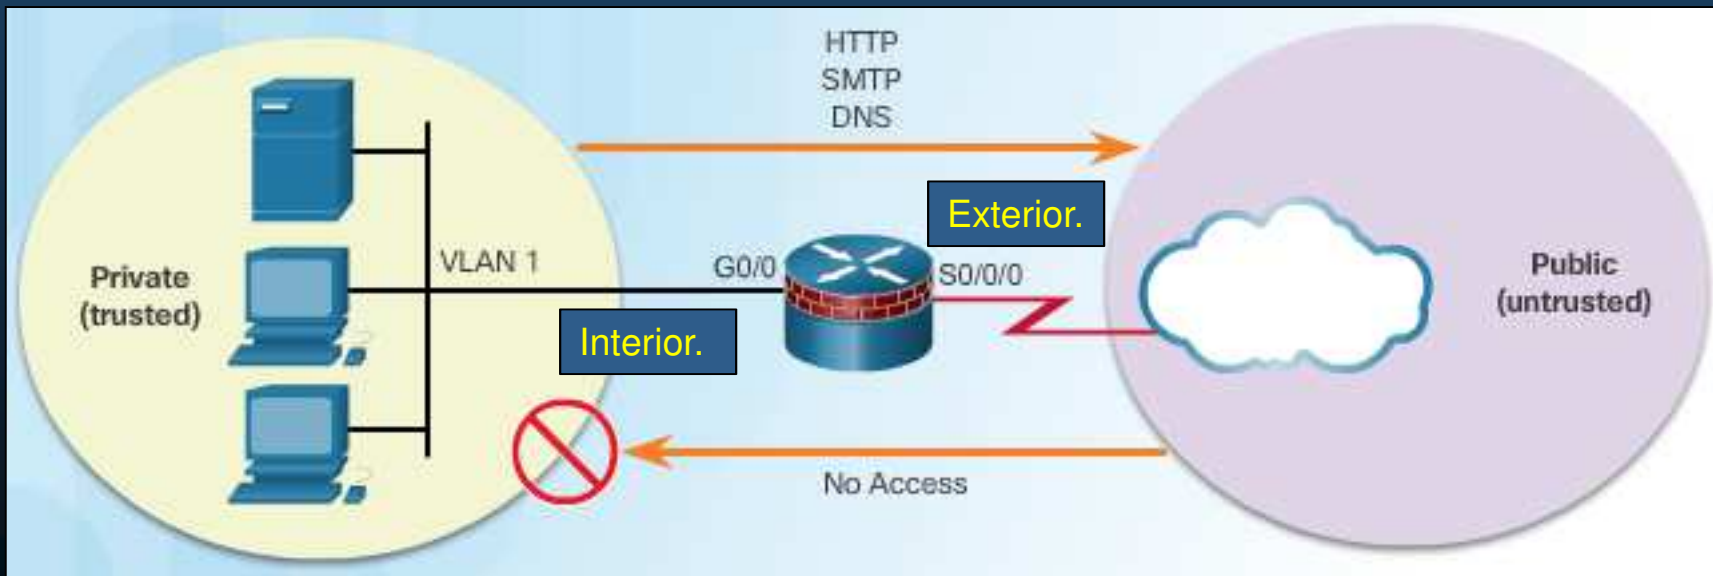 HTTP
SMTP
DNS
Exterior.
VLAN 1
G0/0
S0/0/0
Private
(trusted)
Public
(untrusted)
Interior.
No Access